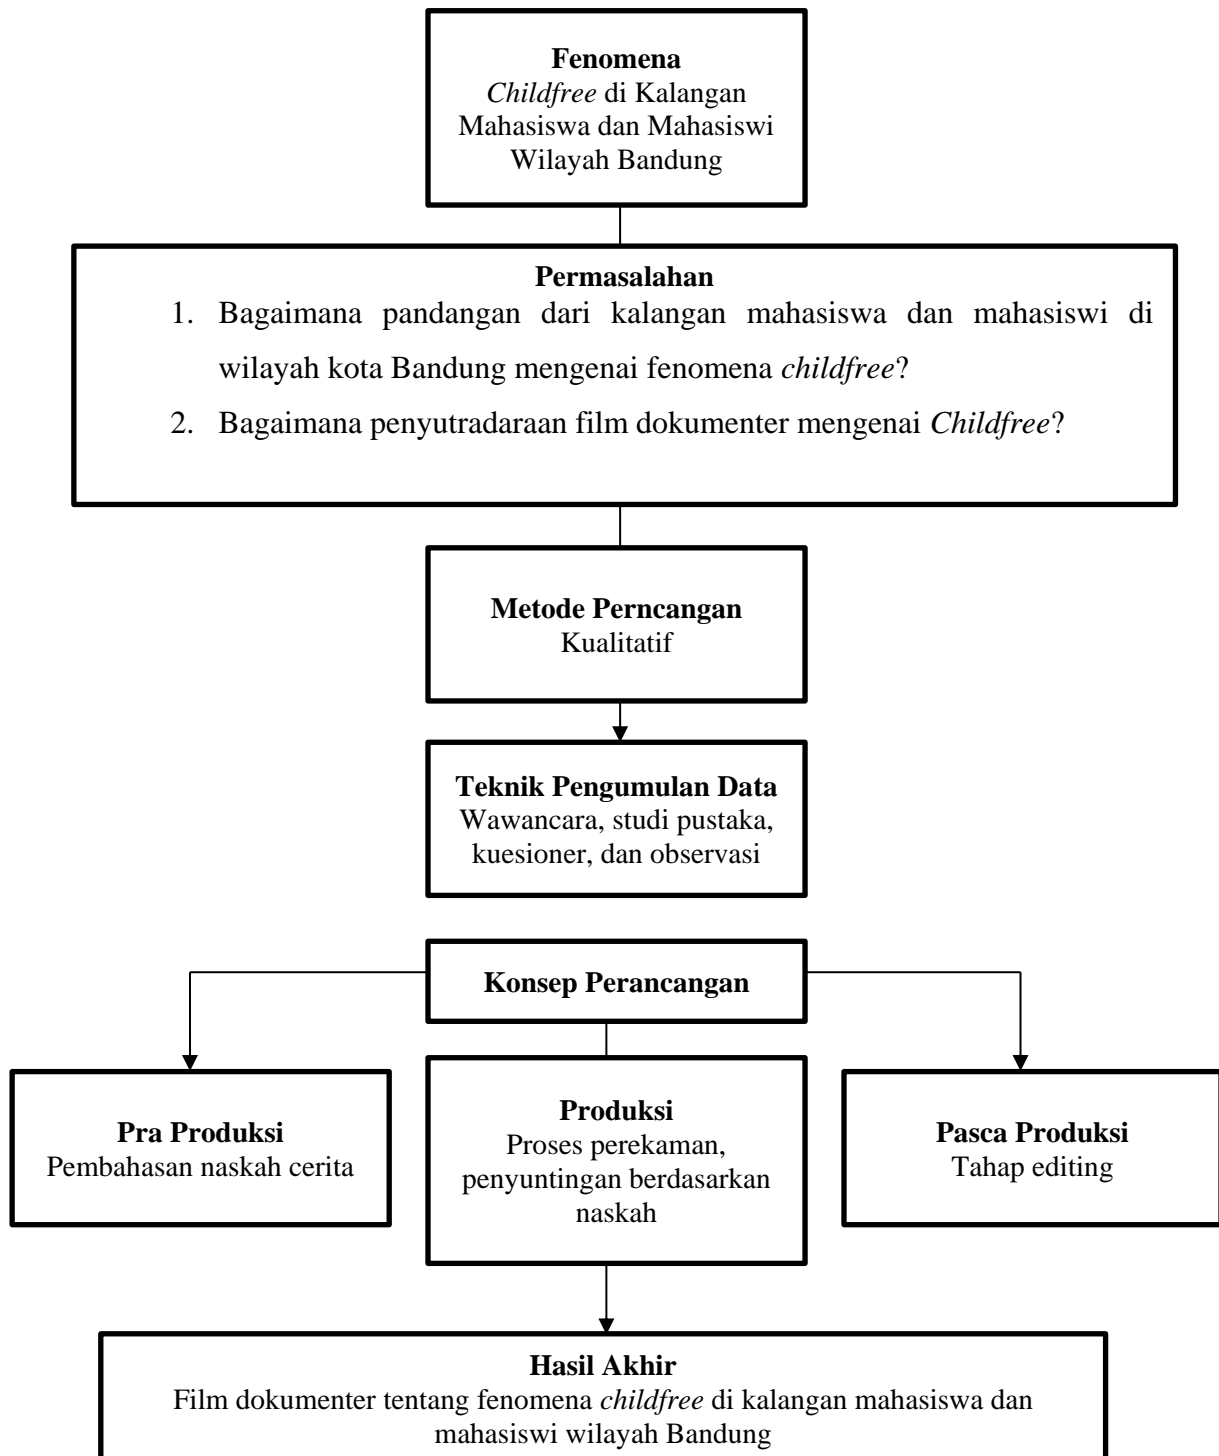 Fenomena
Childfree di Kalangan
Mahasiswa dan Mahasiswi
Wilayah Bandung
Permasalahan
1. Bagaimana pandangan dari kalangan mahasiswa dan mahasiswi di
wilayah kota Bandung mengenai fenomena childfree?
2. Bagaimana penyutradaraan film dokumenter mengenai Childfree?
Metode Perncangan
Kualitatif
Teknik Pengumulan Data
Wawancara, studi pustaka,
kuesioner, dan observasi
Konsep Perancangan
Pra Produksi
Pembahasan naskah cerita
Produksi
Proses perekaman,
penyuntingan berdasarkan
naskah
Pasca Produksi
Tahap editing
Hasil Akhir
Film dokumenter tentang fenomena childfree di kalangan mahasiswa dan
mahasiswi wilayah Bandung